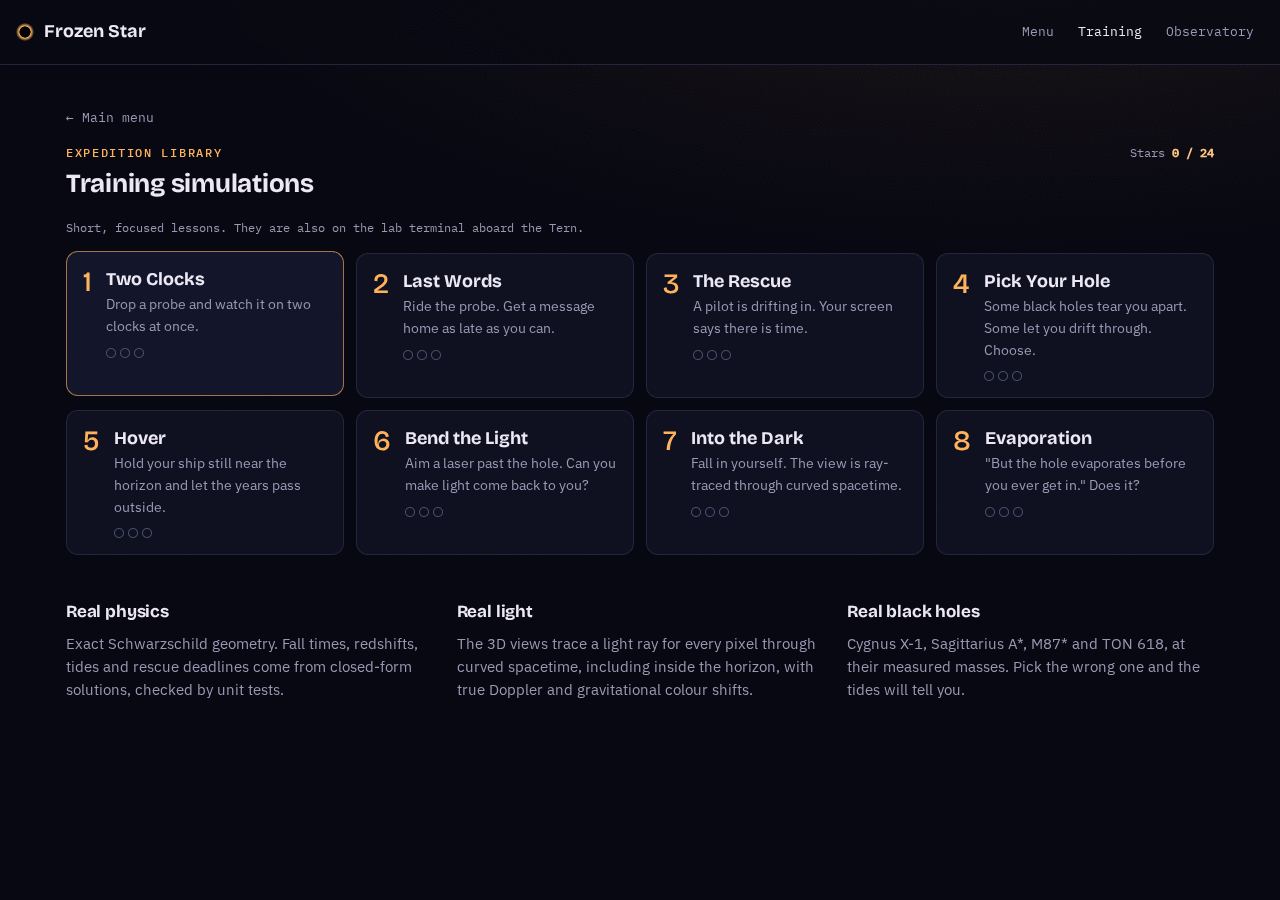 Frozen Star
Menu Training Observatory
← Main menu
EXPEDITION LIBRARY
Stars 0 / 24
Training simulations
Short, focused lessons. They are also on the lab terminal aboard the Tern.
1 Two Clocks
Drop a probe and watch it on two
clocks at once.
2 Last Words
Ride the probe. Get a message
home as late as you can.
3 The Rescue
A pilot is drifting in. Your screen
says there is time.
4 Pick Your Hole
Some black holes tear you apart.
Some let you drift through.
Choose.
5 Hover
Hold your ship still near the
horizon and let the years pass
outside.
6 Bend the Light
Aim a laser past the hole. Can you
make light come back to you?
7 Into the Dark
Fall in yourself. The view is ray-
traced through curved spacetime.
8 Evaporation
"But the hole evaporates before
you ever get in." Does it?
Real physics
Exact Schwarzschild geometry. Fall times, redshifts,
tides and rescue deadlines come from closed-form
solutions, checked by unit tests.
Real light
The 3D views trace a light ray for every pixel through
curved spacetime, including inside the horizon, with
true Doppler and gravitational colour shifts.
Real black holes
Cygnus X-1, Sagittarius A*, M87* and TON 618, at
their measured masses. Pick the wrong one and the
tides will tell you.